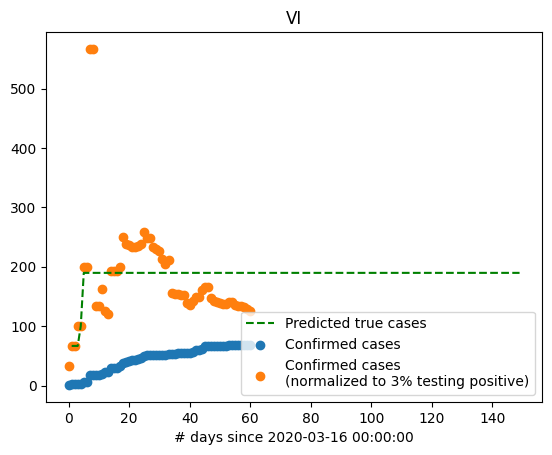 VI
500
400
300
200
100
0
Predicted true cases
Confirmed cases
Confirmed cases
(normalized to 3% testing positive)
0 20 40 60 80 100 120 140
# days since 2020-03-16 00:00:00